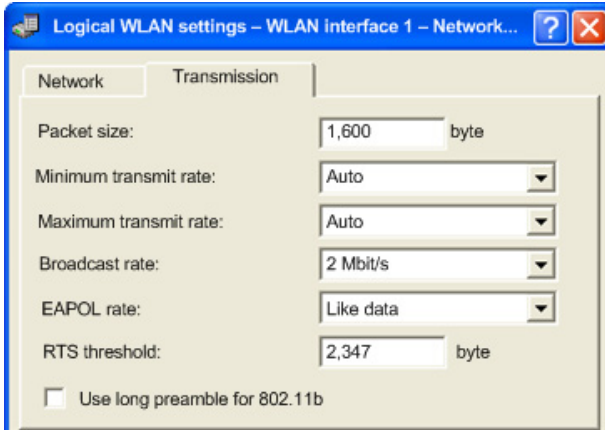 Logical WLAN settings – WLAN interface 1 – Network...
Network Transmission
Packet size: 1,600 byte
Minimum transmit rate: Auto
Maximum transmit rate: Auto
Broadcast rate: 2 Mbit/s
EAPOL rate: Like data
RTS threshold: 2,347 byte
Use long preamble for 802.11b